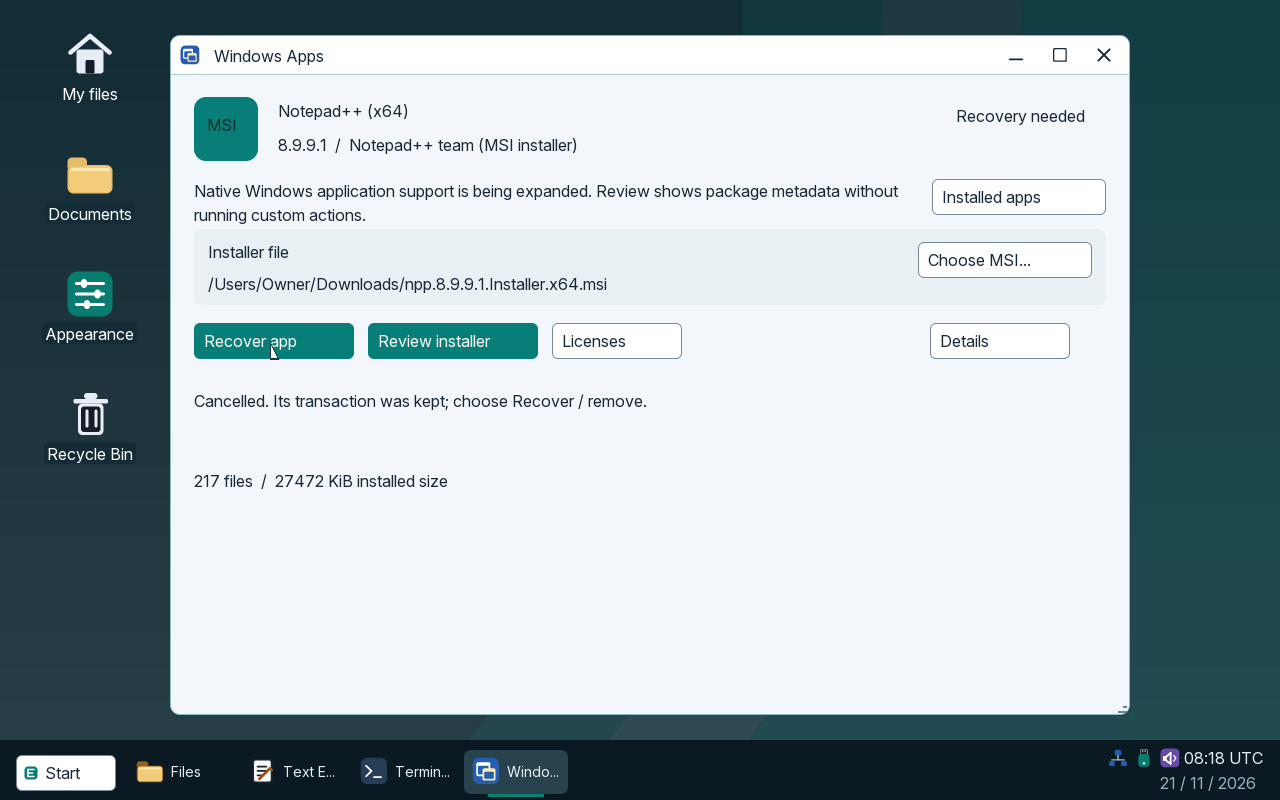 My files
Documents
Appearance
Recycle Bin
Windows Apps
MSI
Notepad++ (x64)
8.9.9.1 / Notepad++ team (MSI installer)
Recovery needed
Native Windows application support is being expanded. Review shows package metadata without
running custom actions.
Installed apps
Installer file
/Users/Owner/Downloads/npp.8.9.9.1.Installer.x64.msi
Choose MSI...
Recover app
Review installer
Licenses
Details
Cancelled. Its transaction was kept; choose Recover / remove.
217 files / 27472 KiB installed size
Start
Files
Text E...
Termin...
Windo...
08:18 UTC
21 / 11 / 2026